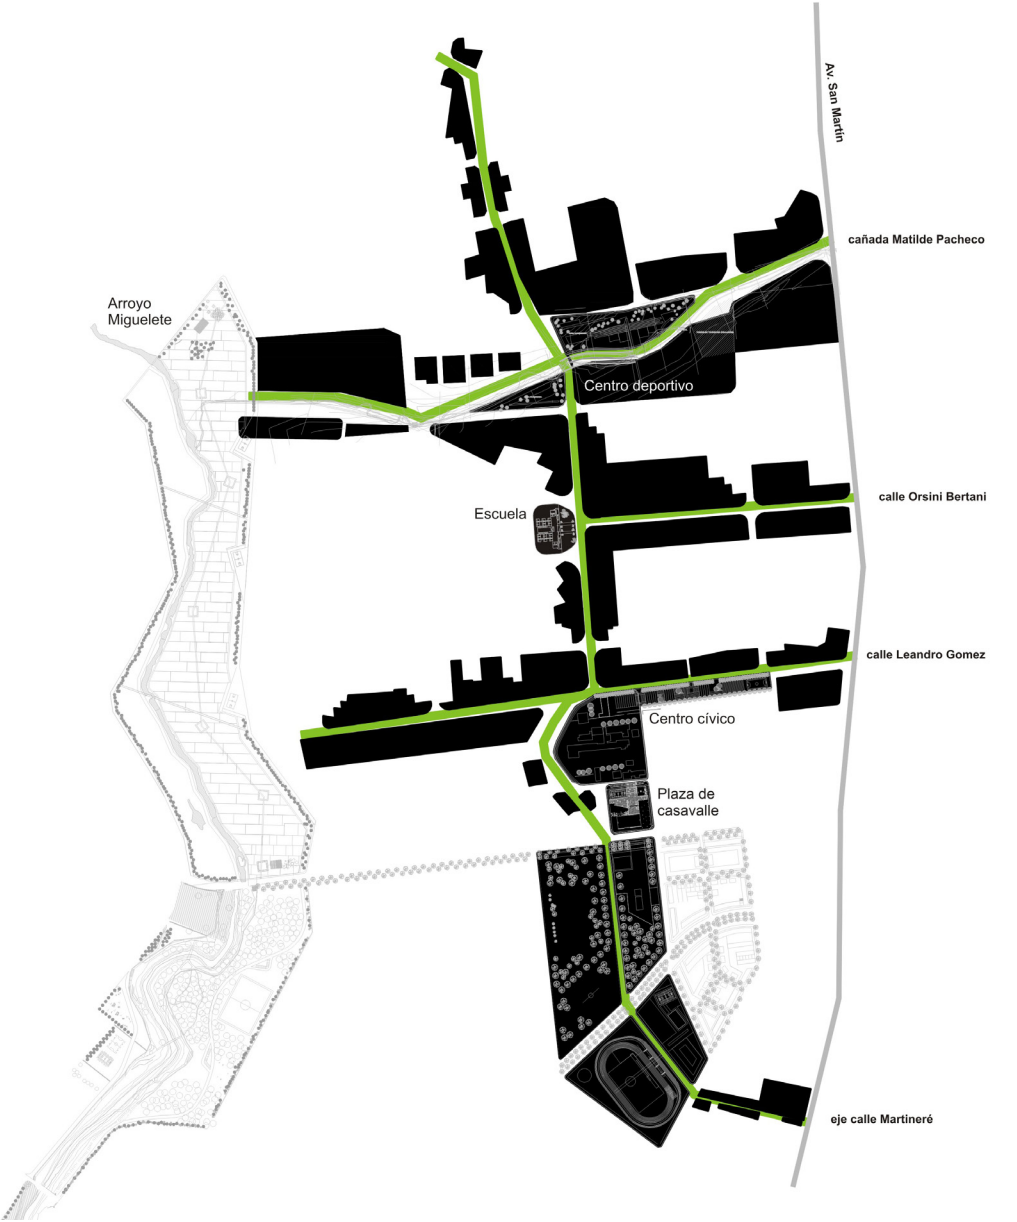 Av. San Martín
cañada Matilde Pacheco
Arroyo
Miguelete
Centro deportivo
calle Orsini Bertani
Escuela
calle Leandro Gomez
Centro cívico
Plaza de
casavalle
eje calle Martineré